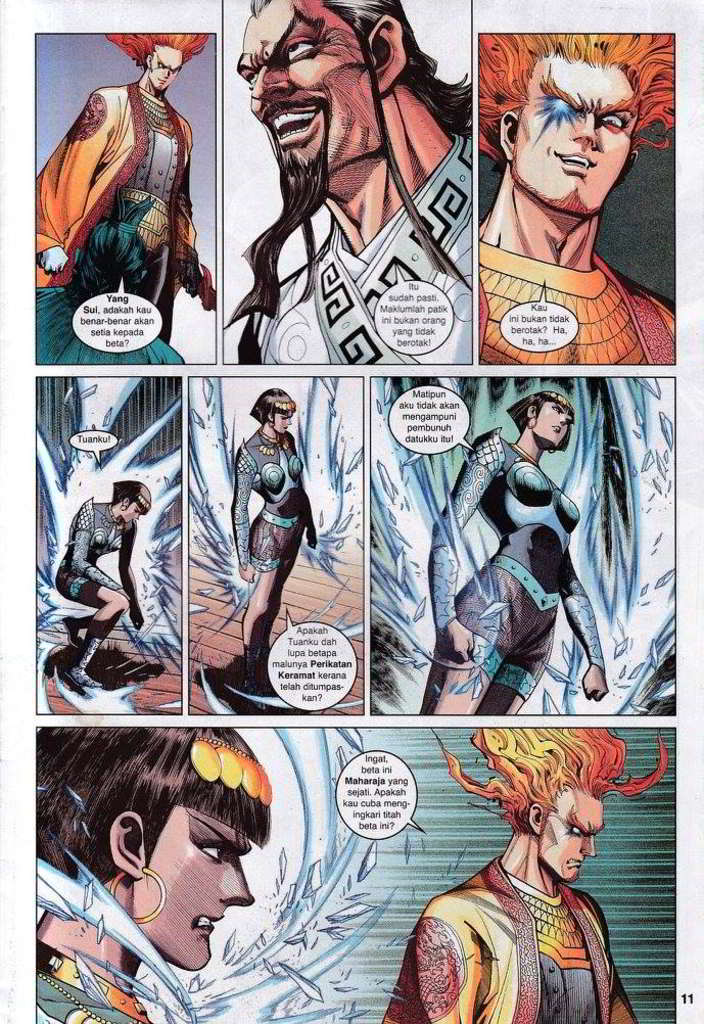 Yang
Sui, adakah kau
benar-benar akan
setia kepada
beta?
Itu
sudah pasti.
Maklumlah patik
ini bukan orang
yang tidak
berotak!
Kau
ini bukan tidak
berotak? Ha,
ha, ha...
Tuanku!
Apakah
Tuanku dah
lupa betapa
malunya Perikatan
Keramat kerana
telah ditumpas-
kan?
Matipun
aku tidak akan
mengampuni
pembunuh
datukku itu!
Ingat,
beta ini
Maharaja yang
sejati. Apakah
kau cuba men-
gingkari titah
beta ini?
11